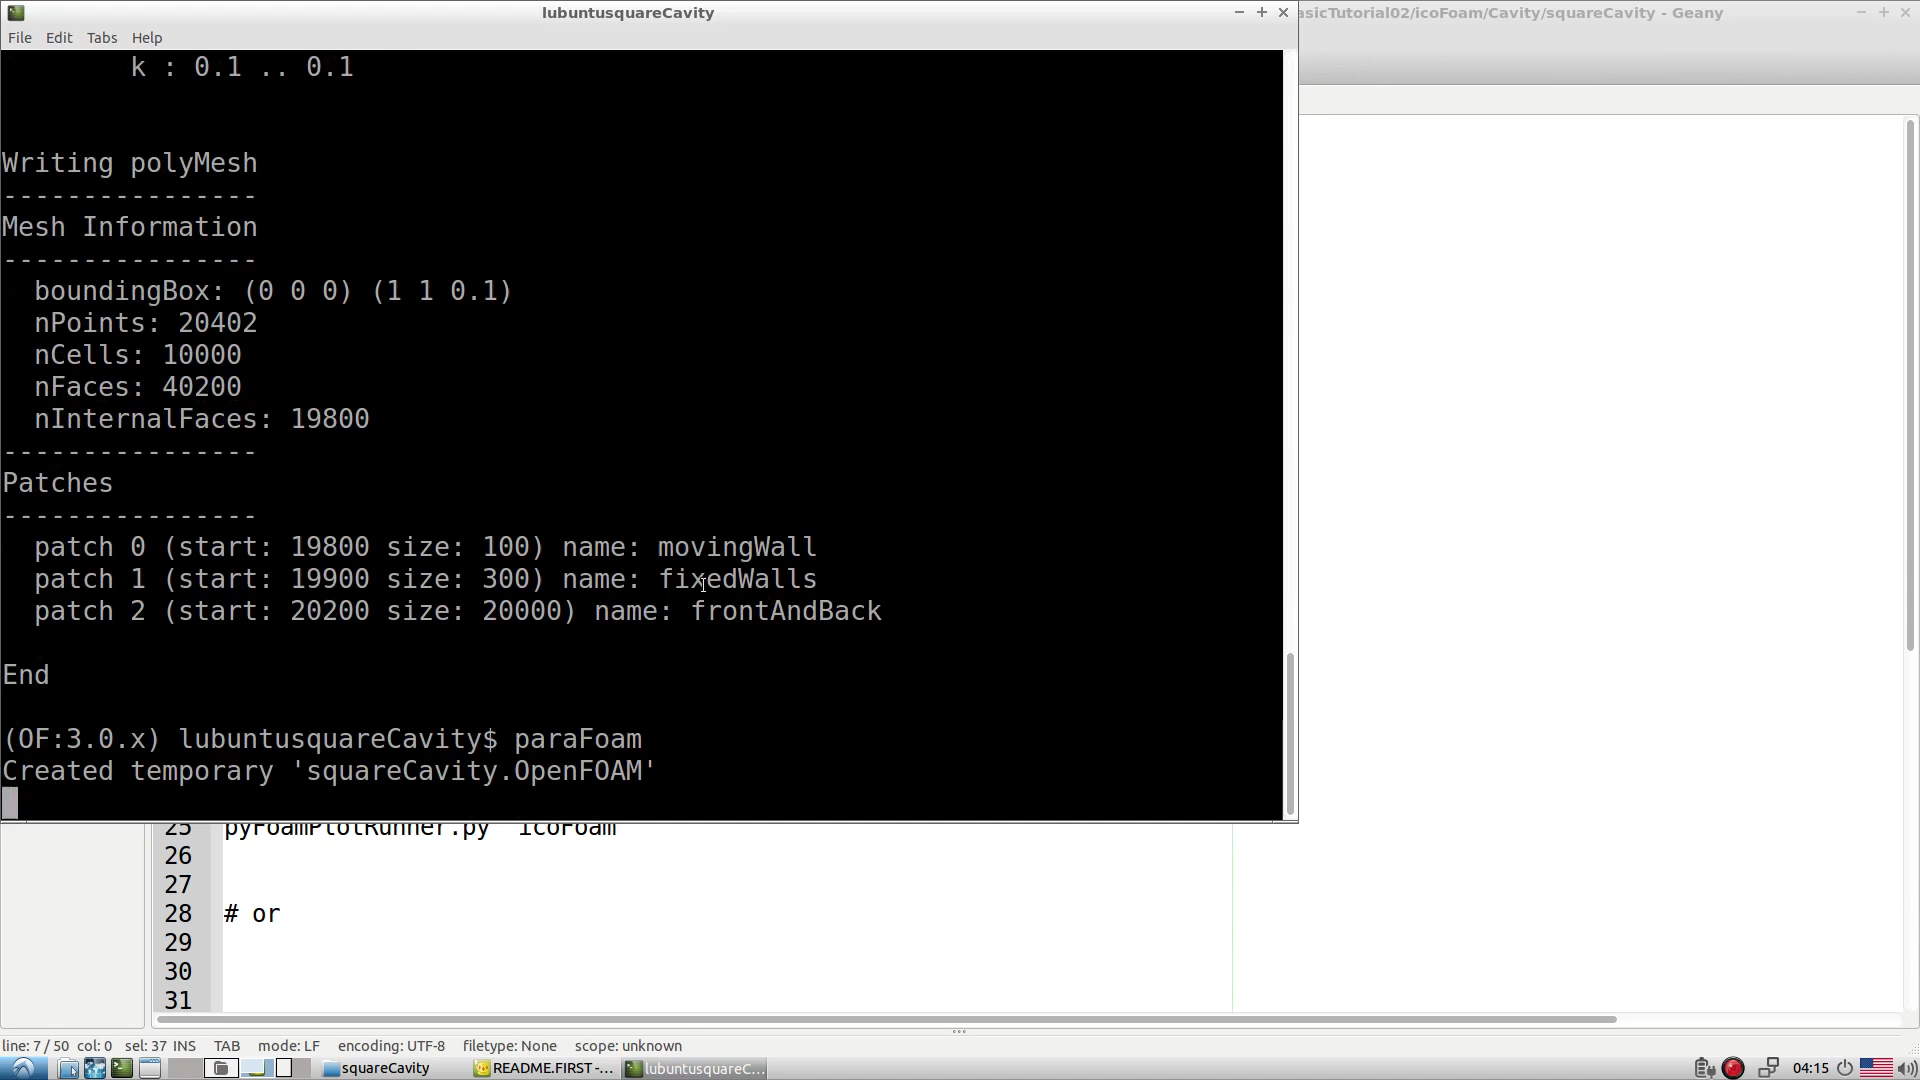 lubuntusquareCavity
asicTutorial02/icoFoam/Cavity/squareCavity - Geany
File Edit Tabs Help
k : 0.1 .. 0.1
Writing polyMesh
----------------
Mesh Information
----------------
boundingBox: (0 0 0) (1 1 0.1)
nPoints: 20402
nCells: 10000
nFaces: 40200
nInternalFaces: 19800
----------------
Patches
----------------
patch 0 (start: 19800 size: 100) name: movingWall
patch 1 (start: 19900 size: 300) name: fixedWalls
patch 2 (start: 20200 size: 20000) name: frontAndBack
End
(OF:3.0.x) lubuntusquareCavity$ paraFoam
Created temporary 'squareCavity.OpenFOAM'
25 pyFoamPlotRunner.py icoFoam
26
27
28 # or
29
30
31
line: 7 / 50 col: 0 sel: 37 INS TAB mode: LF encoding: UTF-8 filetype: None scope: unknown
squareCavity README.FIRST -... lubuntusquareC... 04:15